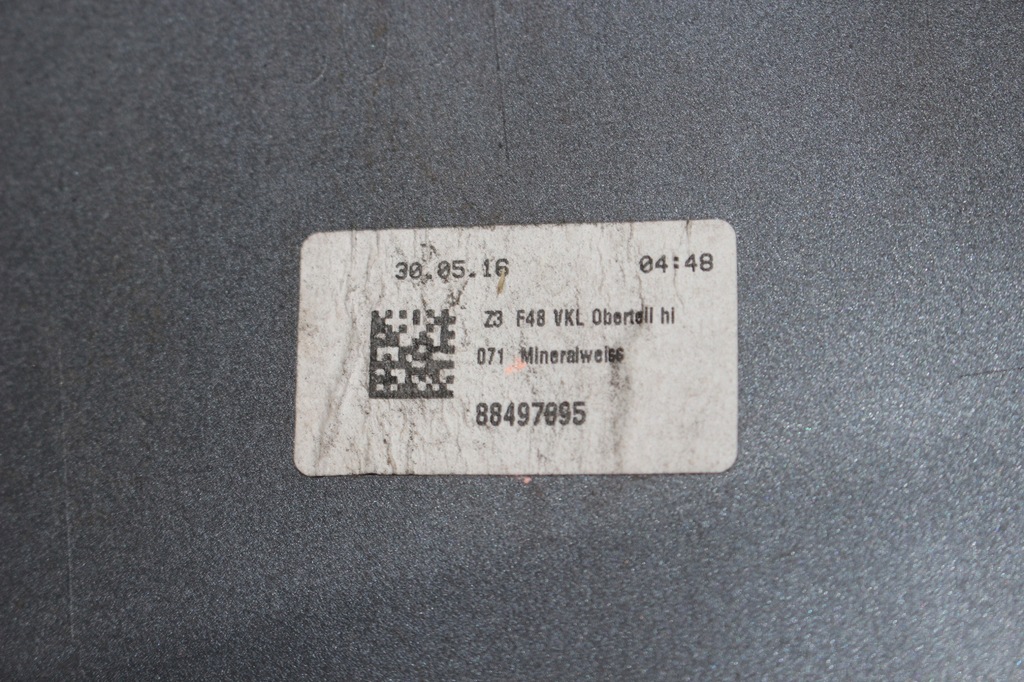 30.05.16 04:48
Z3 F48 VKL Oberteil hi
071 Mineralweiss
88497095